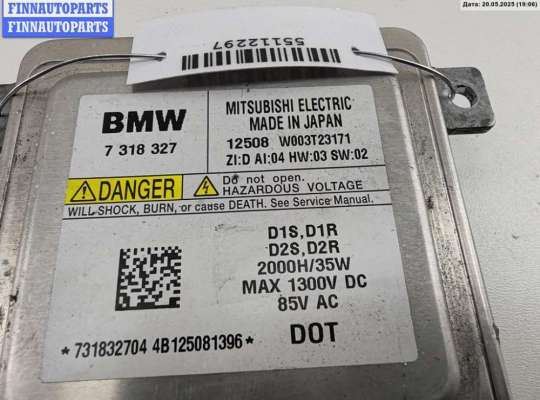 FINNAUTOPARTS
FINNAUTOPARTS
FINNAUTOPARTS
Дата: 20.05.2025 (19:06)
55112297
BMW
7 318 327
MITSUBISHI ELECTRIC
MADE IN JAPAN
12508 W003T23171
ZI:D AI:04 HW:03 SW:02
DANGER
Do not open.
HAZARDOUS VOLTAGE
WILL SHOCK, BURN, or cause DEATH. See Service Manual.
D1S,D1R
D2S,D2R
2000H/35W
MAX 1300V DC
85V AC
*731832704 4B125081396*
DOT